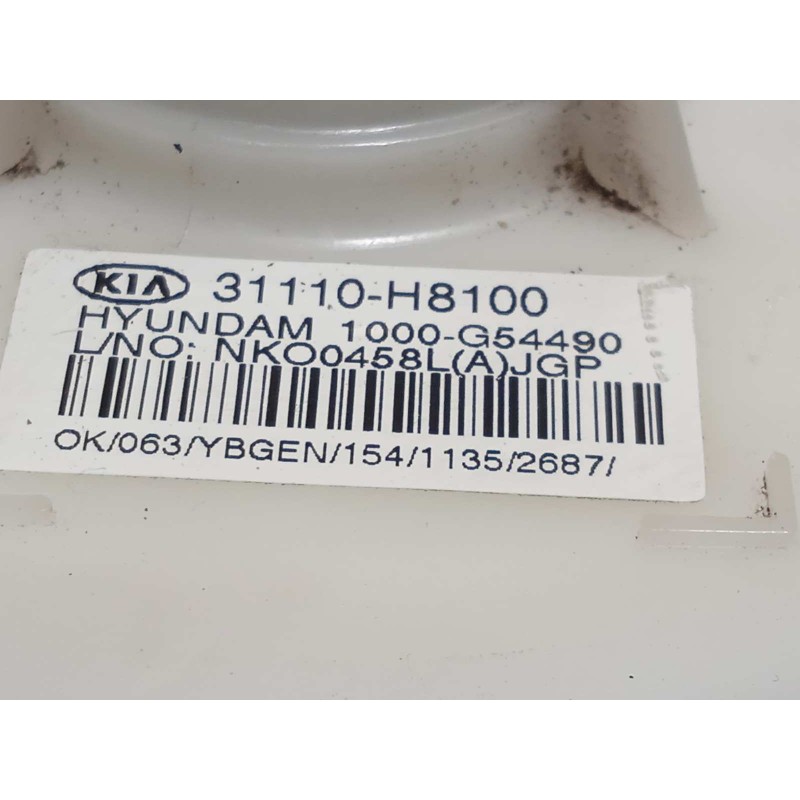 KIA 31110-H8100
HYUNDAM 1000-G54490
L/NO: NKO0458L(A)JGP
OK/063/YBGEN/154/1135/2687/